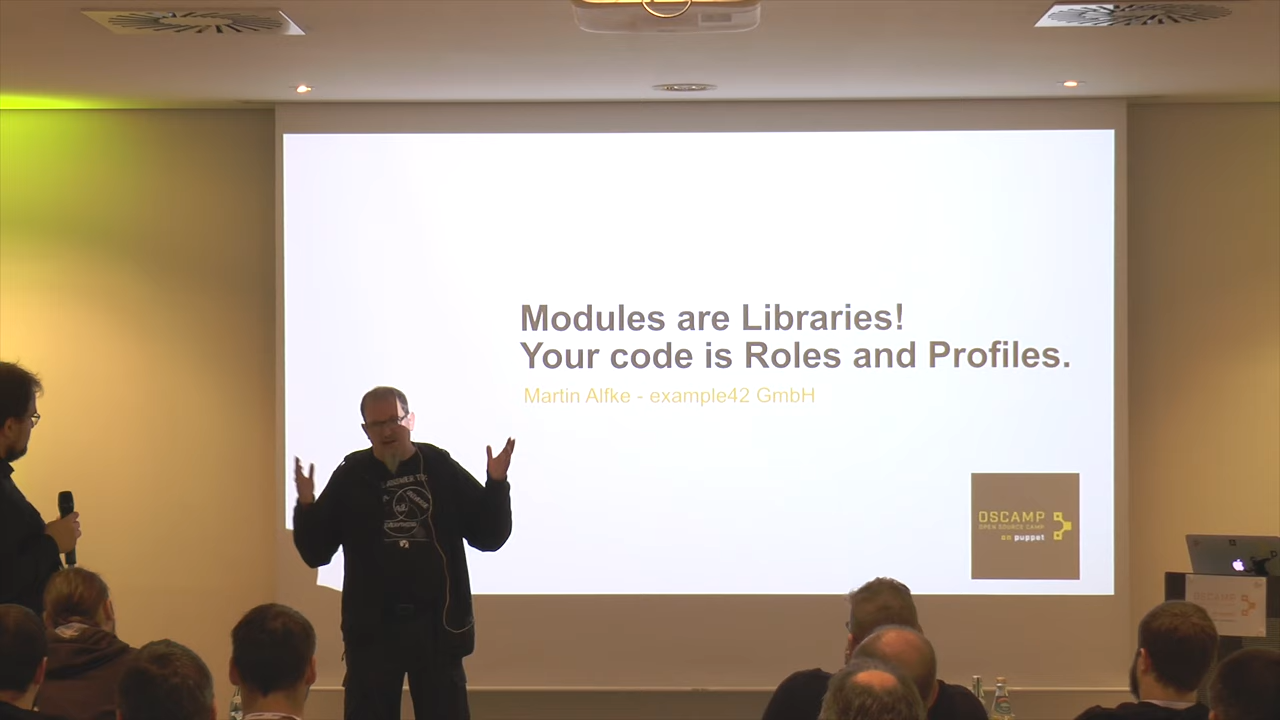 Modules are Libraries!
Your code is Roles and Profiles.
Martin Alfke - example42 GmbH
OSCAMP
OPEN SOURCE CAMP
on puppet
OSCAMP